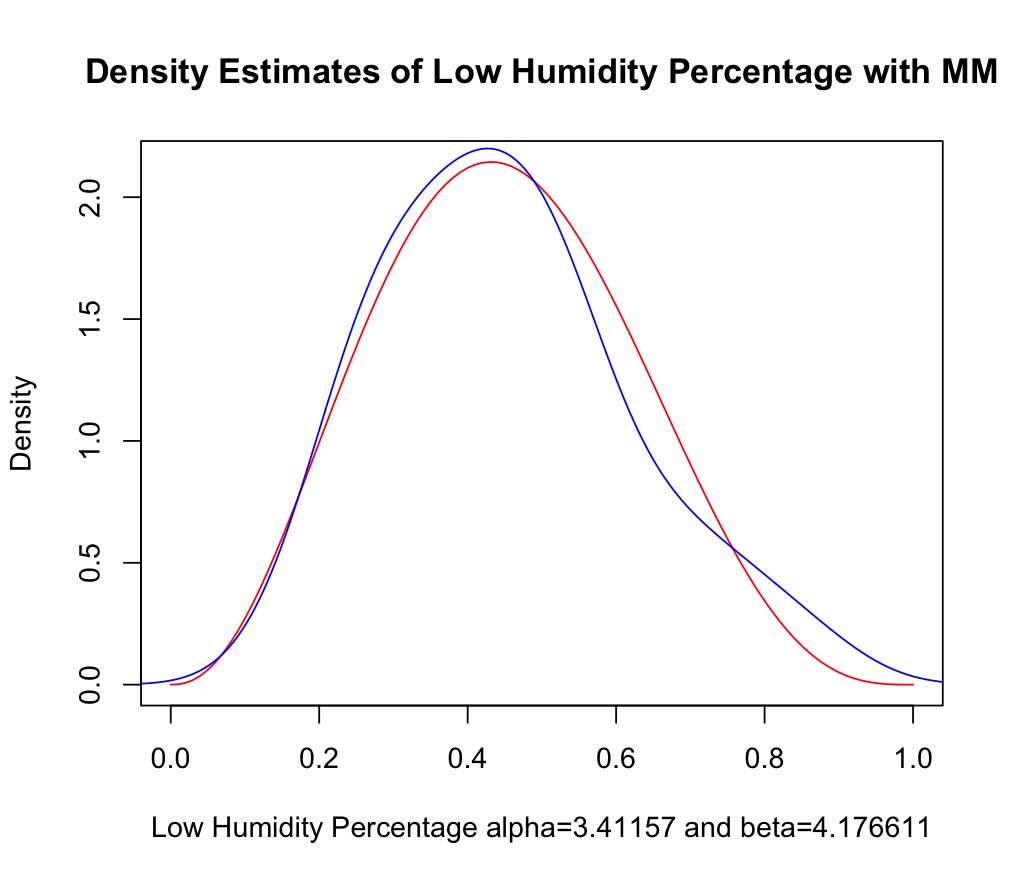 Density Estimates of Low Humidity Percentage with MM
Density
2.0
1.5
1.0
0.5
0.0
0.0 0.2 0.4 0.6 0.8 1.0
Low Humidity Percentage alpha=3.41157 and beta=4.176611